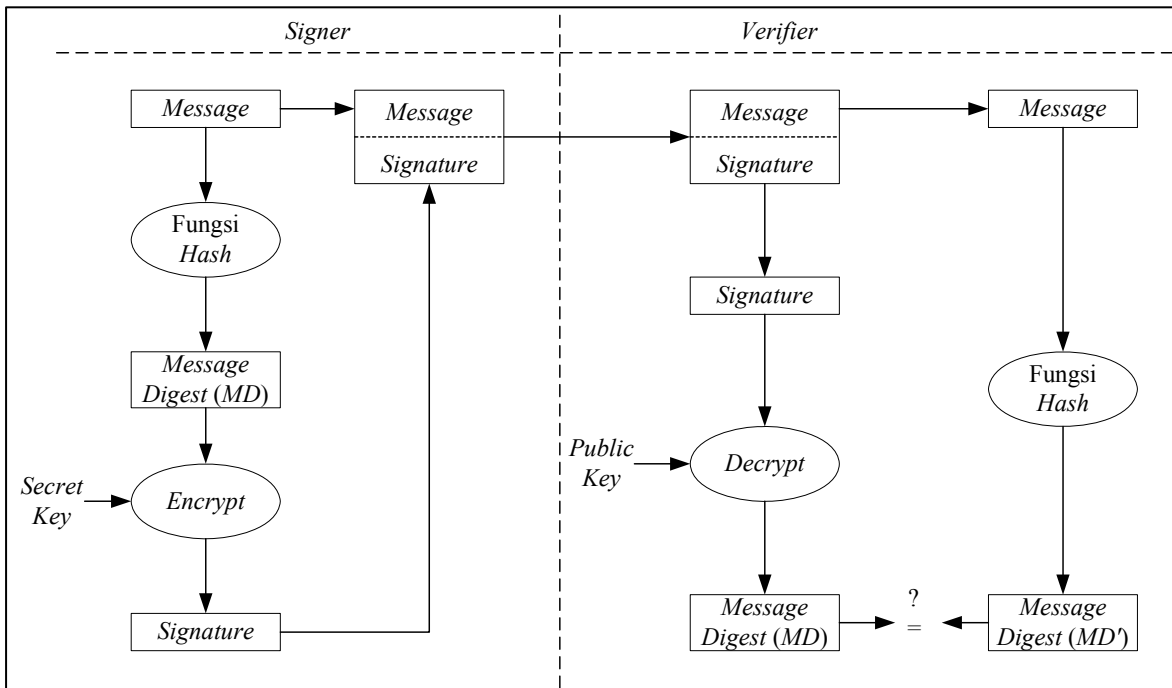 Signer
Verifier
Message
Message
Signature
Fungsi
Hash
Message
Digest (MD)
Secret
Key
Encrypt
Signature
Message
Signature
Message
Signature
Public
Key
Decrypt
Message
Digest (MD)
?
=
Fungsi
Hash
Message
Digest (MD')